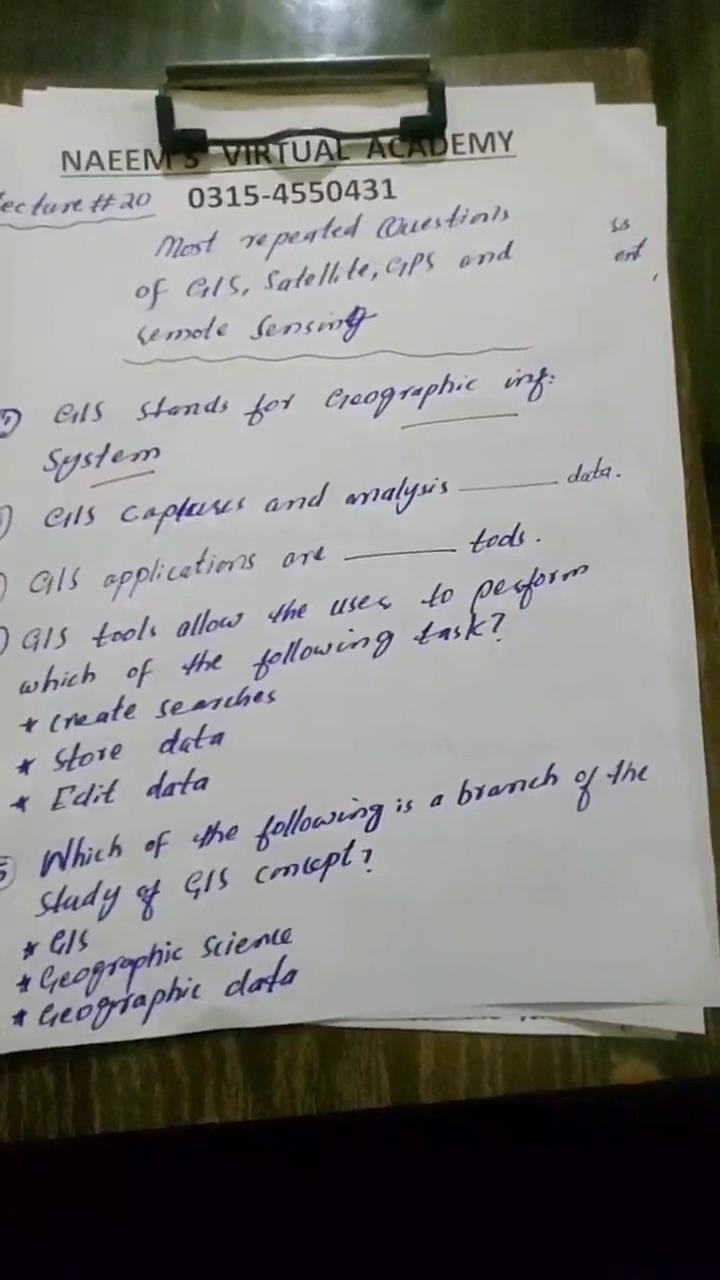 NAEEM'S VIRTUAL ACADEMY
Lecture #20 0315-4550431
Most repeated Questions
of GIS, Satellite, GPS and
remote Sensing
GIS stands for Geographic inf:
System
GIS captures and analysis ______ data.
GIS applications are ______ tools.
GIS tools allow the user to perform
which of the following task?
* Create searches
* Store data
* Edit data
5 Which of the following is a branch of the
study of GIS concept?
* GIS
* Geographic Science
* Geographic data